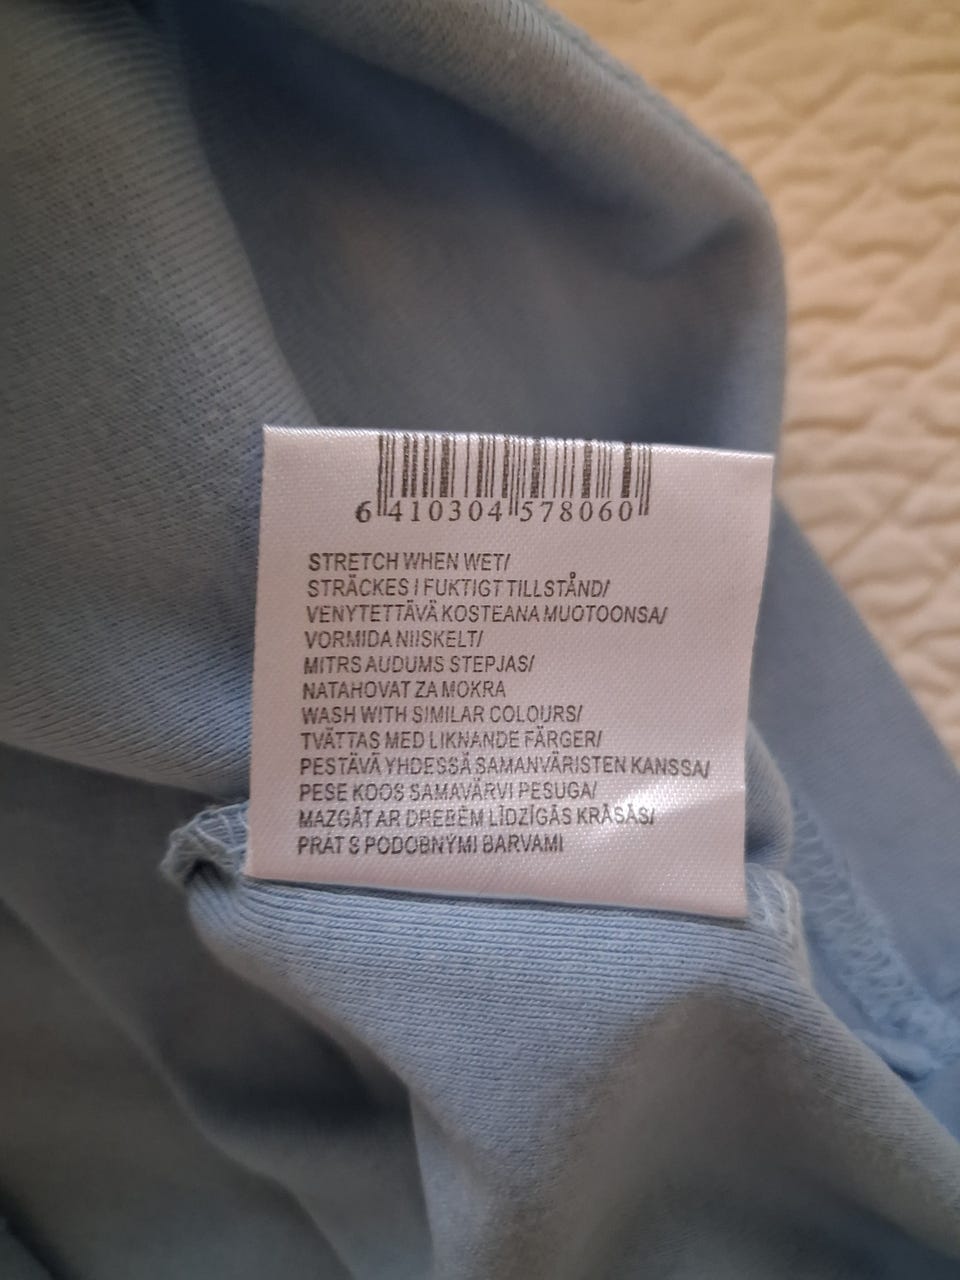 6 410304 578060
STRETCH WHEN WET/
STRÄCKES I FUKTIGT TILLSTÅND/
VENYTETTÄVÄ KOSTEANA MUOTOONSA/
VORMIDA NIISKELT/
MITRS AUDUMS STEPJAS/
NATAHOVAT ZA MOKRA
WASH WITH SIMILAR COLOURS/
TVÄTTAS MED LIKNANDE FÄRGER/
PESTÄVÄ YHDESSÄ SAMANVÄRISTEN KANSSA/
PESE KOOS SAMAVÄRVI PESUGA/
MAZGĀT AR DRĒBĒM LĪDZĪGĀS KRĀSĀS/
PRÁT S PODOBNÝMI BARVAMI